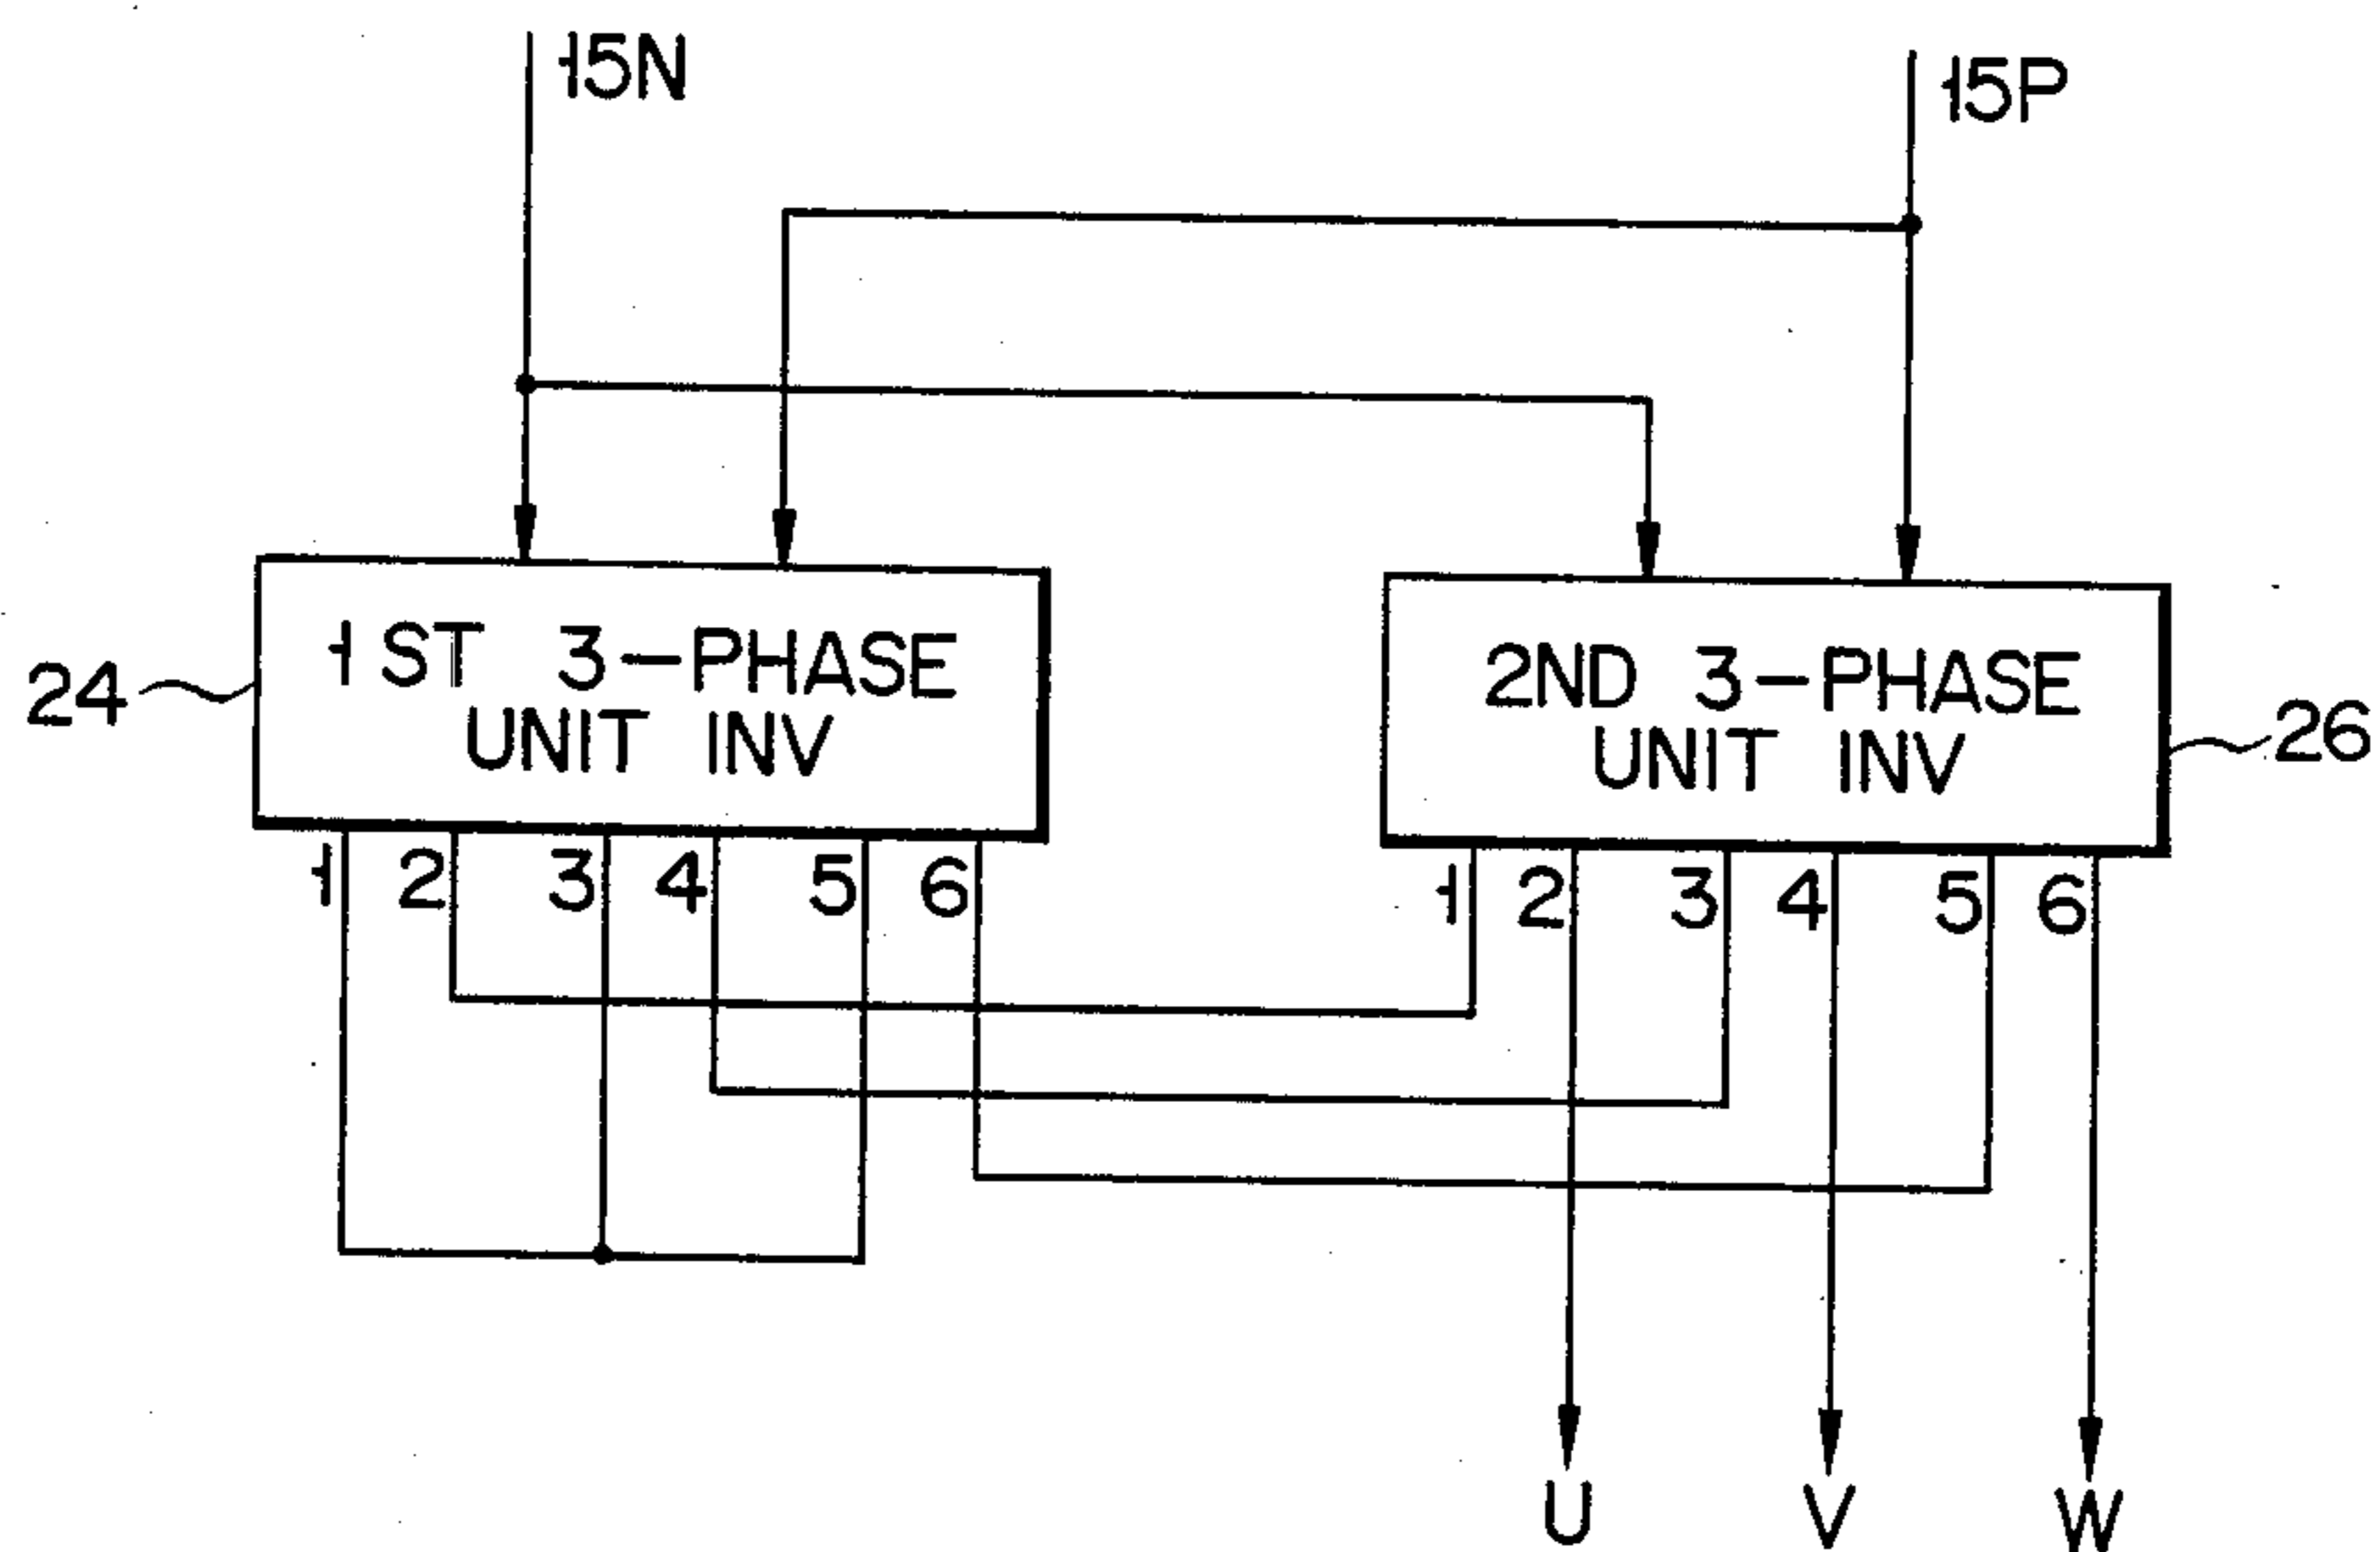 15N
15P
1ST 3-PHASE
UNIT INV
2ND 3-PHASE
UNIT INV
24
26
1 2 3 4 5 6
1 2 3 4 5 6
U V W